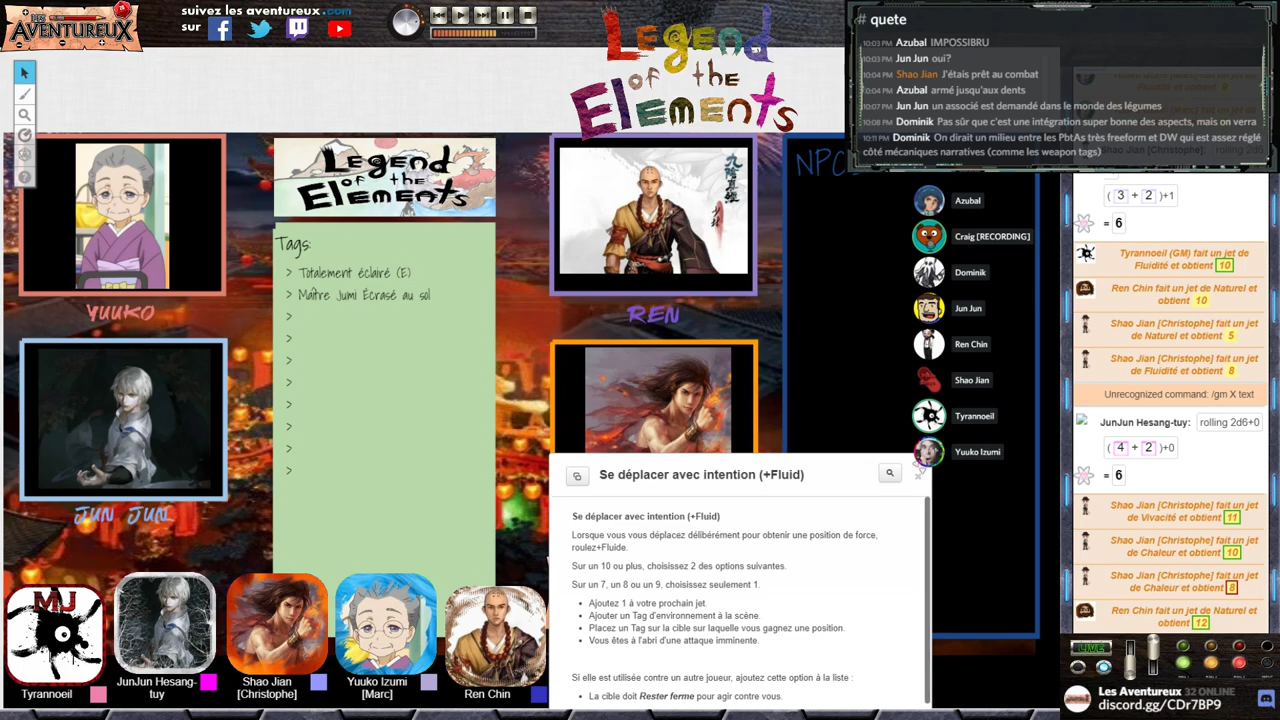 Les
AVENTUREUX
suivez les aventureux .com
sur
Legend
of the
Elements
# quete
10:03 PM Azubal IMPOSSIBRU
10:03 PM Jun Jun oui?
10:04 PM Shao Jian J'étais prêt au combat
10:04 PM Azubal armé jusqu'aux dents
10:07 PM Jun Jun un associé est demandé dans le monde des légumes
10:08 PM Dominik Pas sûr que c'est une intégration super bonne des aspects, mais on verra
10:11 PM Dominik On dirait un milieu entre les PbtAs très freeform et DW qui est assez réglé
côté mécaniques narratives (comme les weapon tags)
YUUKO
JUN JUN
Legend
of the
Elements
Tags:
> Totalement éclairé (E)
> Maître Jumi Écrasé au sol
>
>
>
>
>
>
>
>
REN
NPC
Azubal
Craig [RECORDING]
Dominik
Jun Jun
Ren Chin
Shao Jian
Tyrannoeil
Yuuko Izumi
Se déplacer avec intention (+Fluid)
Se déplacer avec intention (+Fluid)
Lorsque vous vous déplacez délibérément pour obtenir une position de force,
roulez+Fluide.
Sur un 10 ou plus, choisissez 2 des options suivantes.
Sur un 7, un 8 ou un 9, choisissez seulement 1.
• Ajoutez 1 à votre prochain jet.
• Ajouter un Tag d'environnement à la scène.
• Placez un Tag sur la cible sur laquelle vous gagnez une position.
• Vous êtes à l'abri d'une attaque imminente.
Si elle est utilisée contre un autre joueur, ajoutez cette option à la liste :
• La cible doit Rester ferme pour agir contre vous.
(3 + 2)+1
= 6
Tyrannoeil (GM) fait un jet de
Fluidité et obtient 10
Ren Chin fait un jet de Naturel et
obtient 10
Shao Jian [Christophe] fait un jet
de Naturel et obtient 5
Shao Jian [Christophe] fait un jet
de Fluidité et obtient 8
Unrecognized command: /gm X text
JunJun Hesang-tuy: rolling 2d6+0
(4 + 2)+0
= 6
Shao Jian [Christophe] fait un jet
de Vivacité et obtient 11
Shao Jian [Christophe] fait un jet
de Chaleur et obtient 10
Shao Jian [Christophe] fait un jet
de Chaleur et obtient 8
Ren Chin fait un jet de Naturel et
obtient 12
MJ
Tyrannoeil
JunJun Hesang-
tuy
Shao Jian
[Christophe]
Yuuko Izumi
[Marc]
Ren Chin
LIVE
Les Aventureux 32 ONLINE
discord.gg/CDr7BP9